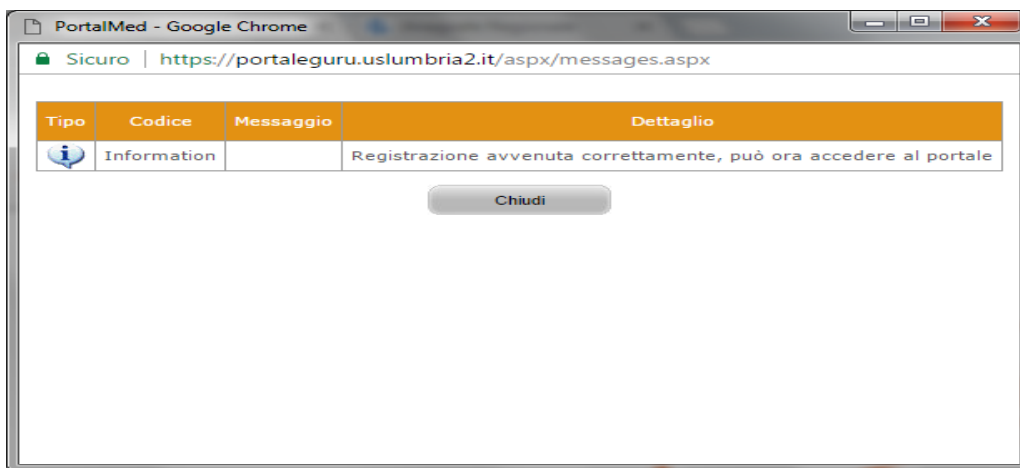 PortalMed - Google Chrome
Sicuro | https://portaleguru.uslumbria2.it/aspx/messages.aspx
Tipo Codice Messaggio Dettaglio
Information Registrazione avvenuta correttamente, può ora accedere al portale
Chiudi